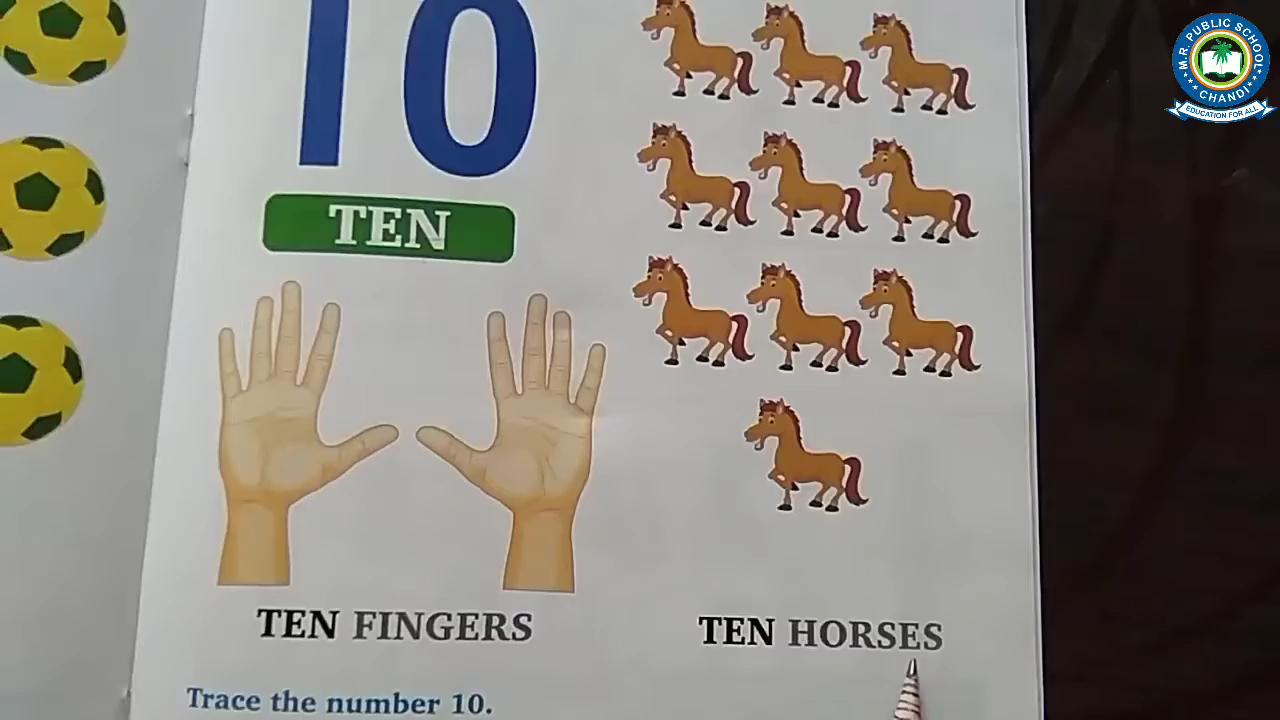 10
TEN
TEN FINGERS
TEN HORSES
Trace the number 10.
M.R. PUBLIC SCHOOL
CHANDI
EDUCATION FOR ALL